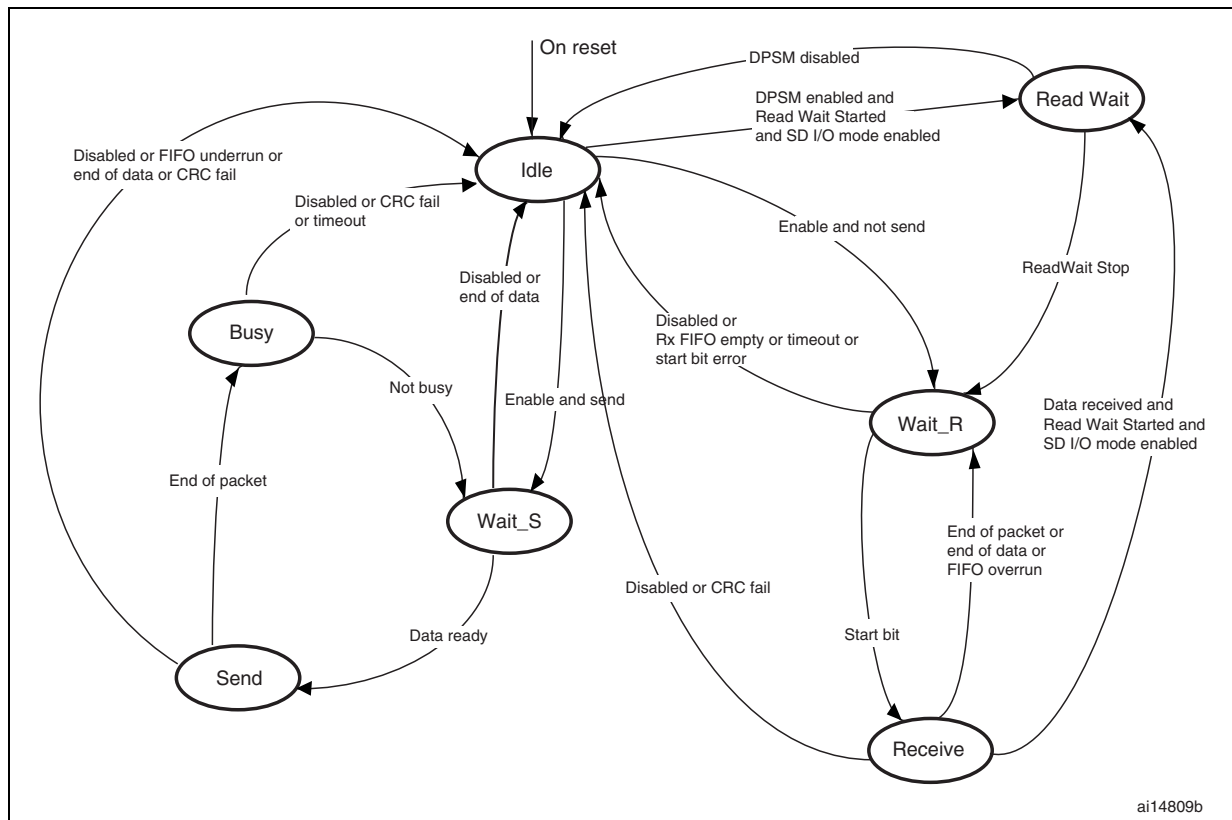 On reset
DPSM disabled
Read Wait
DPSM enabled and
Read Wait Started
and SD I/O mode enabled
Disabled or FIFO underrun or
end of data or CRC fail
Idle
Disabled or CRC fail
or timeout
Enable and not send
ReadWait Stop
Disabled or
end of data
Disabled or
Rx FIFO empty or timeout or
start bit error
Busy
Not busy
Enable and send
Wait_R
Data received and
Read Wait Started and
SD I/O mode enabled
End of packet
Wait_S
End of packet or
end of data or
FIFO overrun
Disabled or CRC fail
Data ready
Start bit
Send
Receive
ai14809b